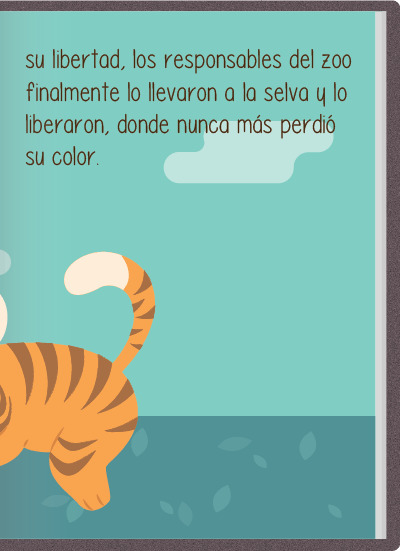 su libertad, los responsables del zoo
finalmente lo llevaron a la selva y lo
liberaron, donde nunca más perdió
su color.